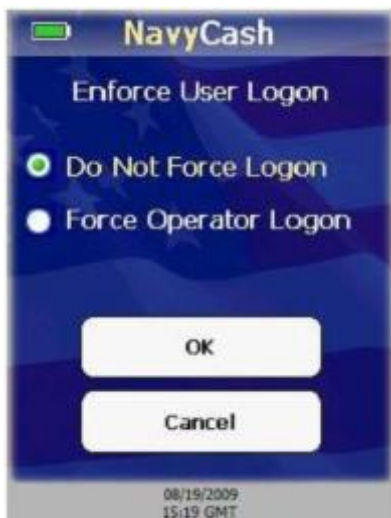 NavyCash
Enforce User Logon
Do Not Force Logon
Force Operator Logon
OK
Cancel
08/19/2009
15:19 GMT